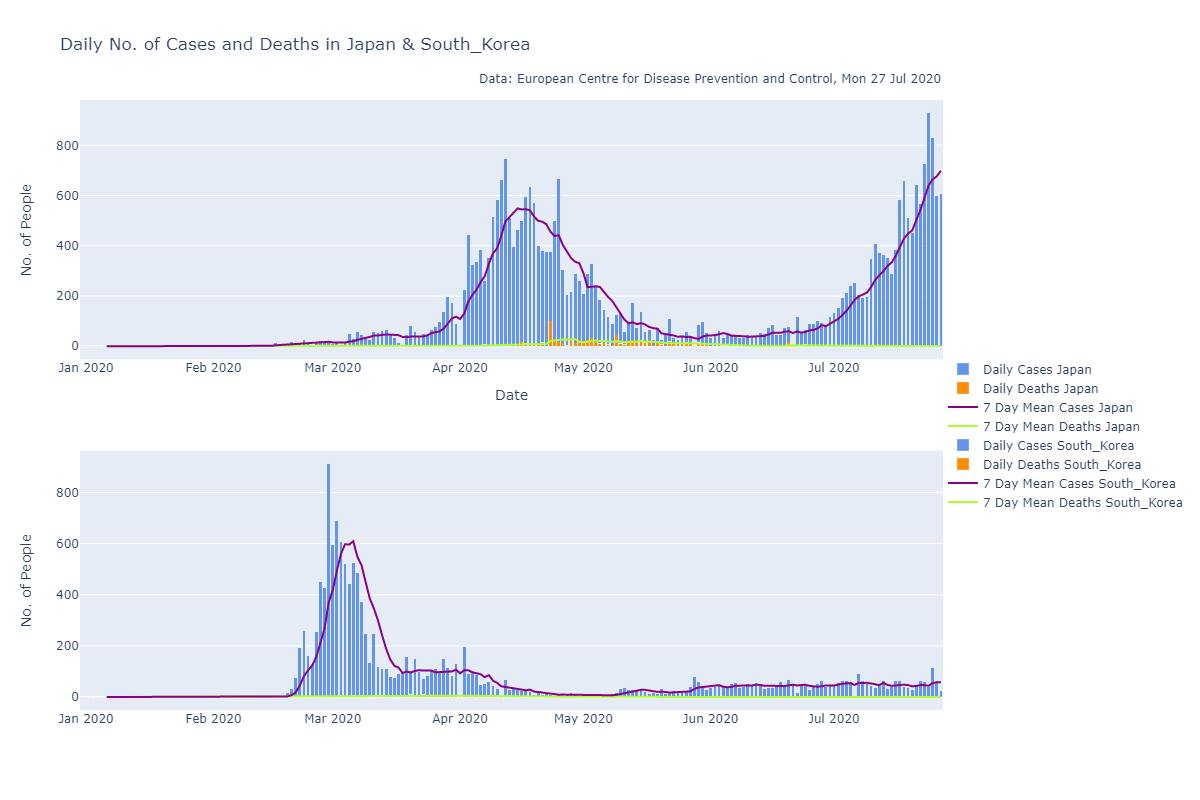 Daily No. of Cases and Deaths in Japan & South_Korea
Data: European Centre for Disease Prevention and Control, Mon 27 Jul 2020
No. of People
800
600
400
200
0
Jan 2020 Feb 2020 Mar 2020 Apr 2020 May 2020 Jun 2020 Jul 2020
Date
Daily Cases Japan
Daily Deaths Japan
7 Day Mean Cases Japan
7 Day Mean Deaths Japan
Daily Cases South_Korea
Daily Deaths South_Korea
7 Day Mean Cases South_Korea
7 Day Mean Deaths South_Korea
No. of People
800
600
400
200
0
Jan 2020 Feb 2020 Mar 2020 Apr 2020 May 2020 Jun 2020 Jul 2020